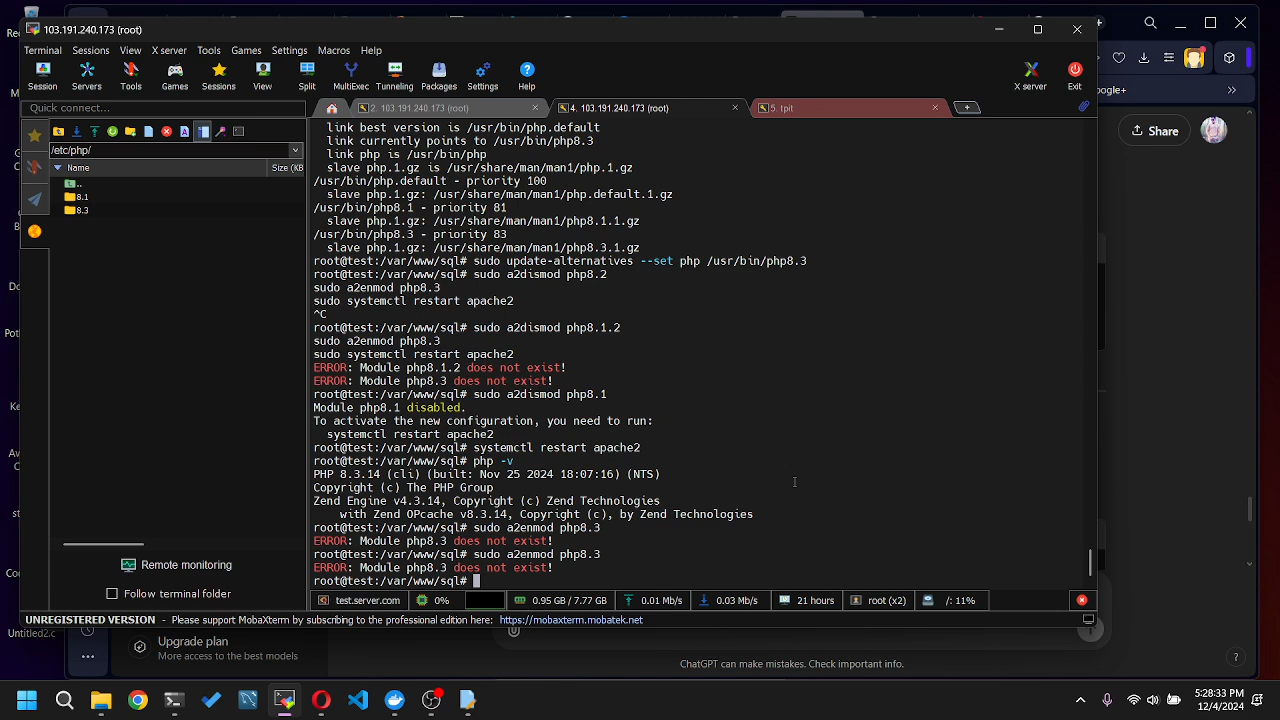 Re
103.191.240.173 (root)
Terminal
Sessions
View
X server
Tools
Games
Settings
Macros
Help
Session
Servers
Tools
Games
Sessions
View
Split
MultiExec
Tunneling
Packages
Settings
Help
X server
Exit
oogle+
Quick connect...
2. 103.191.240.173 (root)
4. 103.191.240.173 (root)
5. tpit
Share
/etc/php/
Name
Size (KB
..
8.1
8.3
link best version is /usr/bin/php.default
link currently points to /usr/bin/php8.3
link php is /usr/bin/php
slave php.1.gz is /usr/share/man/man1/php.1.gz
/usr/bin/php.default - priority 100
slave php.1.gz: /usr/share/man/man1/php.default.1.gz
/usr/bin/php8.1 - priority 81
slave php.1.gz: /usr/share/man/man1/php8.1.1.gz
/usr/bin/php8.3 - priority 83
slave php.1.gz: /usr/share/man/man1/php8.3.1.gz
root@test:/var/www/sql# sudo update-alternatives --set php /usr/bin/php8.3
root@test:/var/www/sql# sudo a2dismod php8.2
sudo a2enmod php8.3
sudo systemctl restart apache2
^C
root@test:/var/www/sql# sudo a2dismod php8.1.2
sudo a2enmod php8.3
sudo systemctl restart apache2
ERROR: Module php8.1.2 does not exist!
ERROR: Module php8.3 does not exist!
root@test:/var/www/sql# sudo a2dismod php8.1
Module php8.1 disabled.
To activate the new configuration, you need to run:
systemctl restart apache2
root@test:/var/www/sql# systemctl restart apache2
root@test:/var/www/sql# php -v
PHP 8.3.14 (cli) (built: Nov 25 2024 18:07:16) (NTS)
Copyright (c) The PHP Group
Zend Engine v4.3.14, Copyright (c) Zend Technologies
with Zend OPcache v8.3.14, Copyright (c), by Zend Technologies
root@test:/var/www/sql# sudo a2enmod php8.3
ERROR: Module php8.3 does not exist!
root@test:/var/www/sql# sudo a2enmod php8.3
ERROR: Module php8.3 does not exist!
root@test:/var/www/sql#
Remote monitoring
Follow terminal folder
test.server.com
0%
0.95 GB / 7.77 GB
0.01 Mb/s
0.03 Mb/s
21 hours
root (x2)
/: 11%
UNREGISTERED VERSION - Please support MobaXterm by subscribing to the professional edition here: https://mobaxterm.mobatek.net
Untitled2.c
Upgrade plan
More access to the best models
ChatGPT can make mistakes. Check important info.
?
5:28:33 PM
12/4/2024